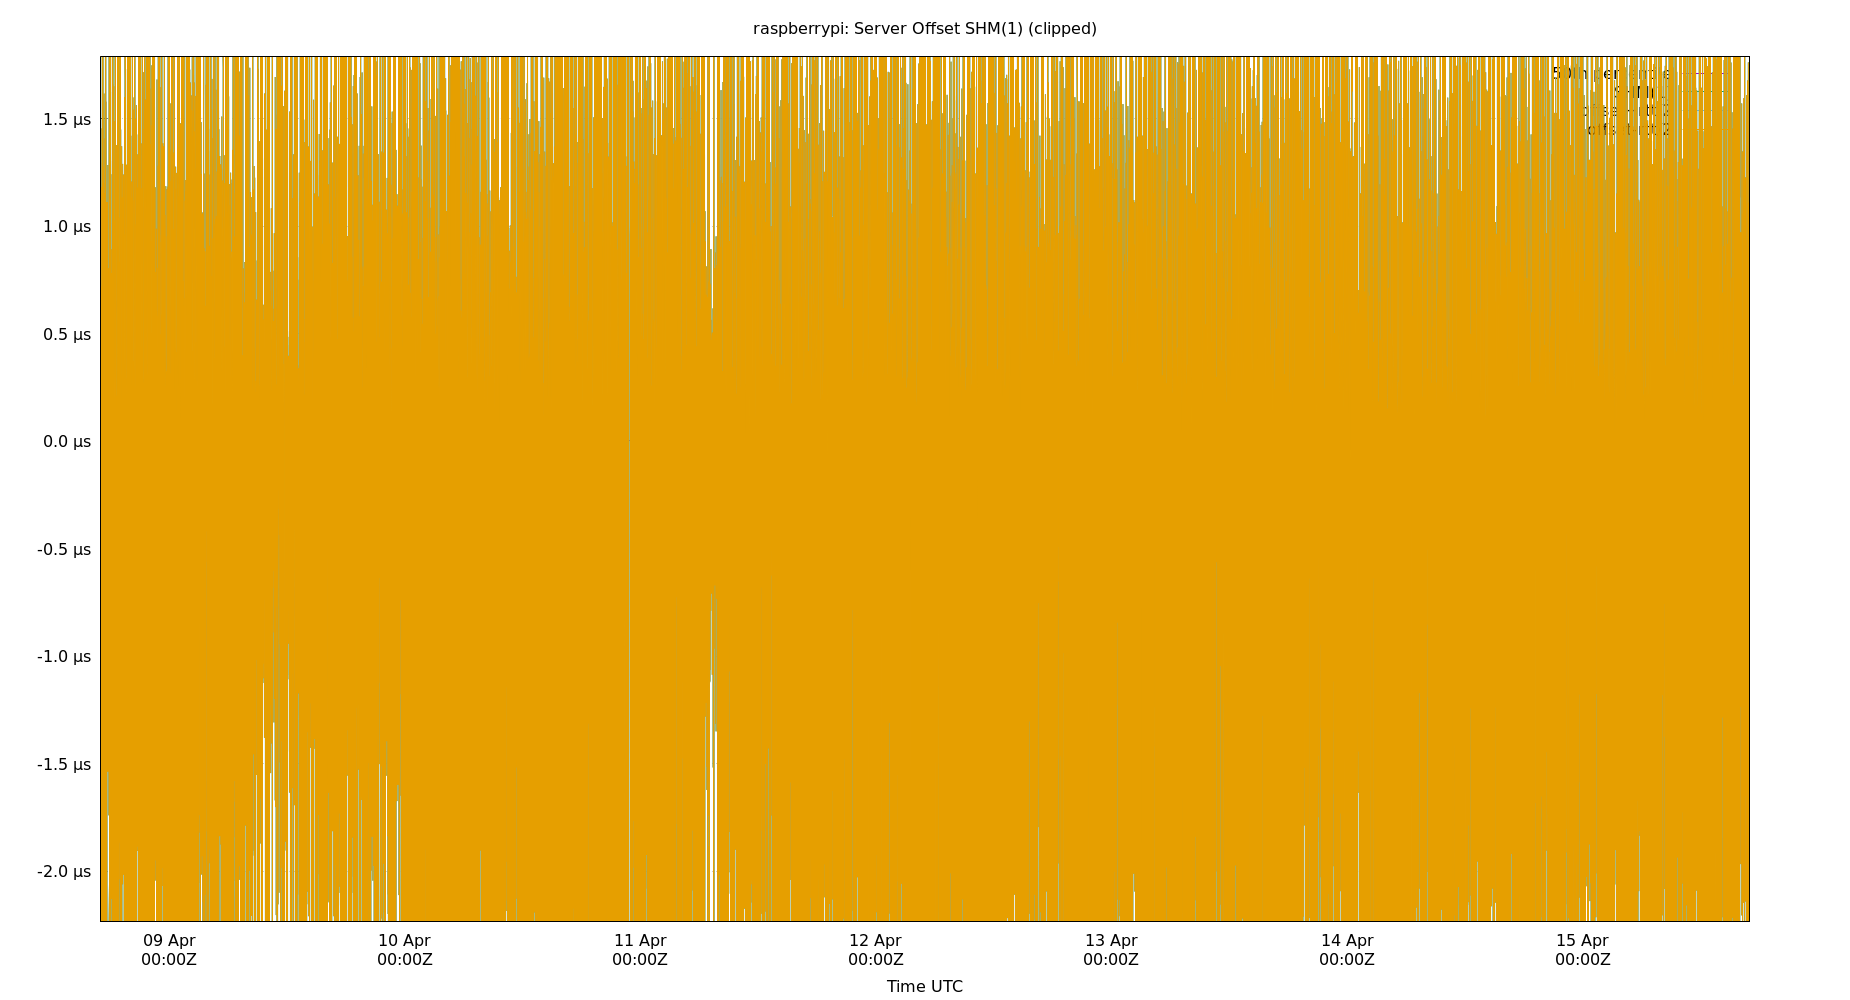 raspberrypi: Server Offset SHM(1) (clipped)
1.5 µs
1.0 µs
0.5 µs
0.0 µs
-0.5 µs
-1.0 µs
-1.5 µs
-2.0 µs
09 Apr 10 Apr 11 Apr 12 Apr 13 Apr 14 Apr 15 Apr
00:00Z 00:00Z 00:00Z 00:00Z 00:00Z 00:00Z 00:00Z
Time UTC